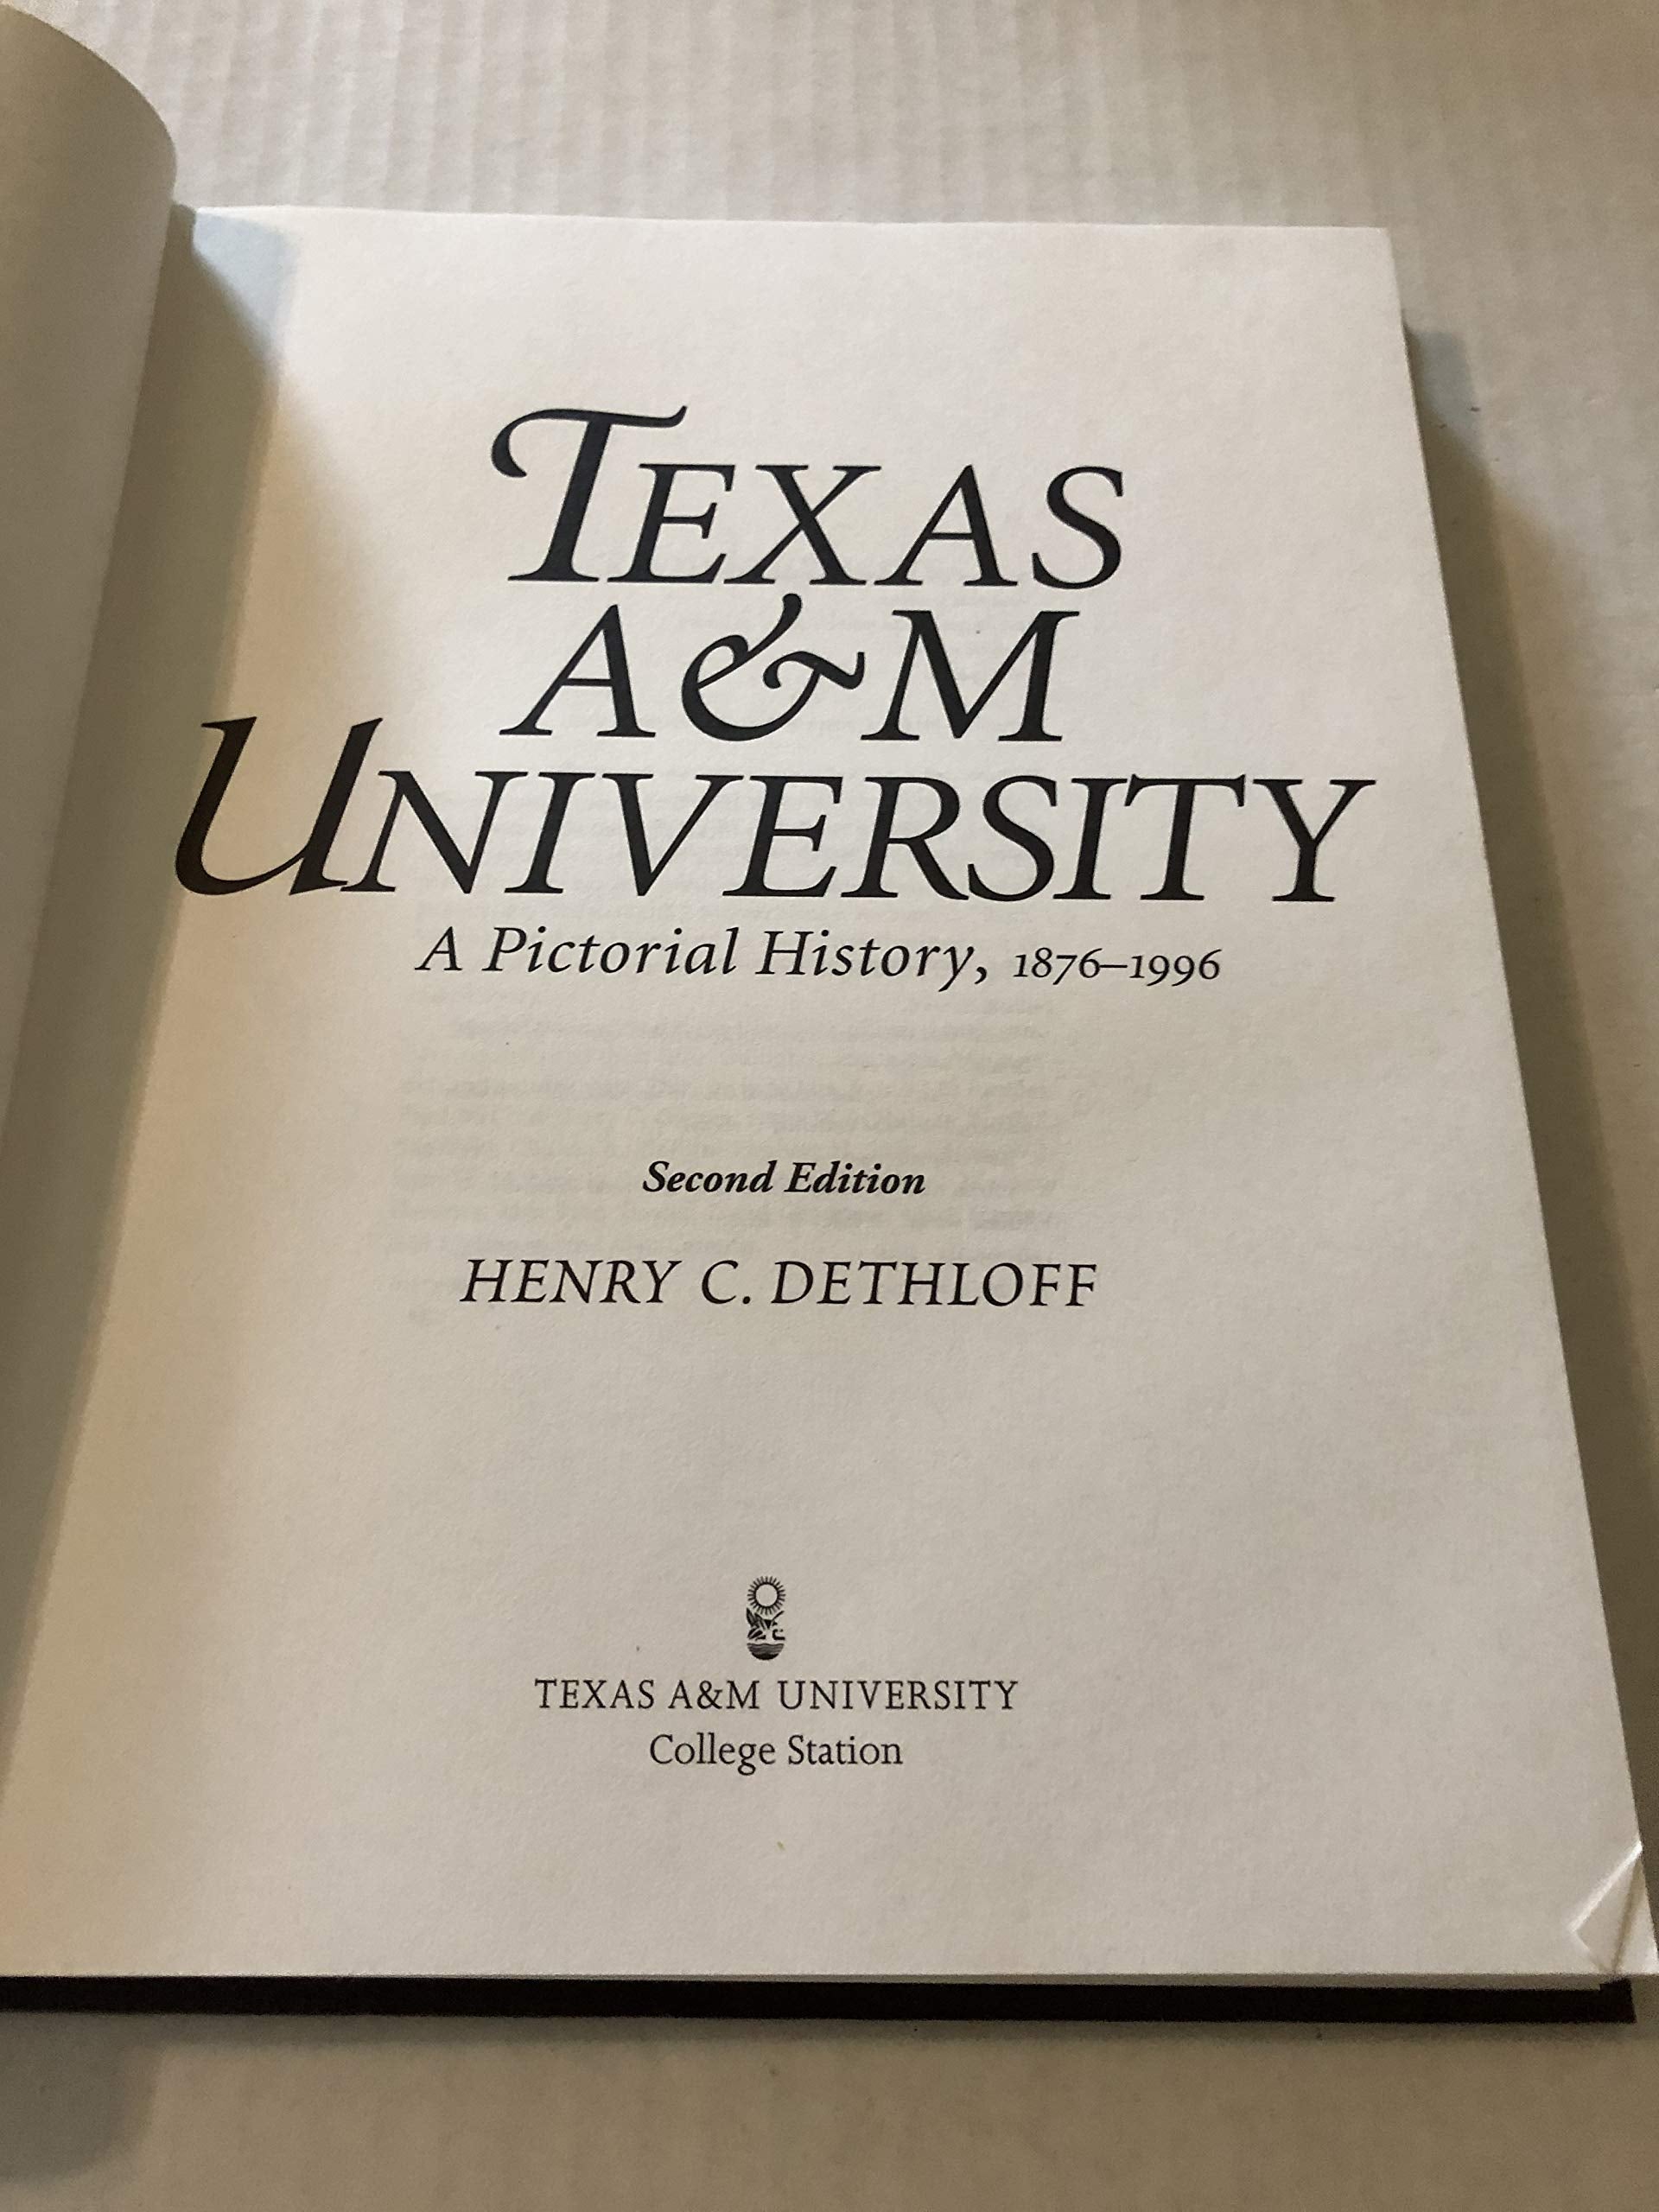 TEXAS
A&M
UNIVERSITY
A Pictorial History, 1876–1996
Second Edition
HENRY C. DETHLOFF
TEXAS A&M UNIVERSITY
College Station